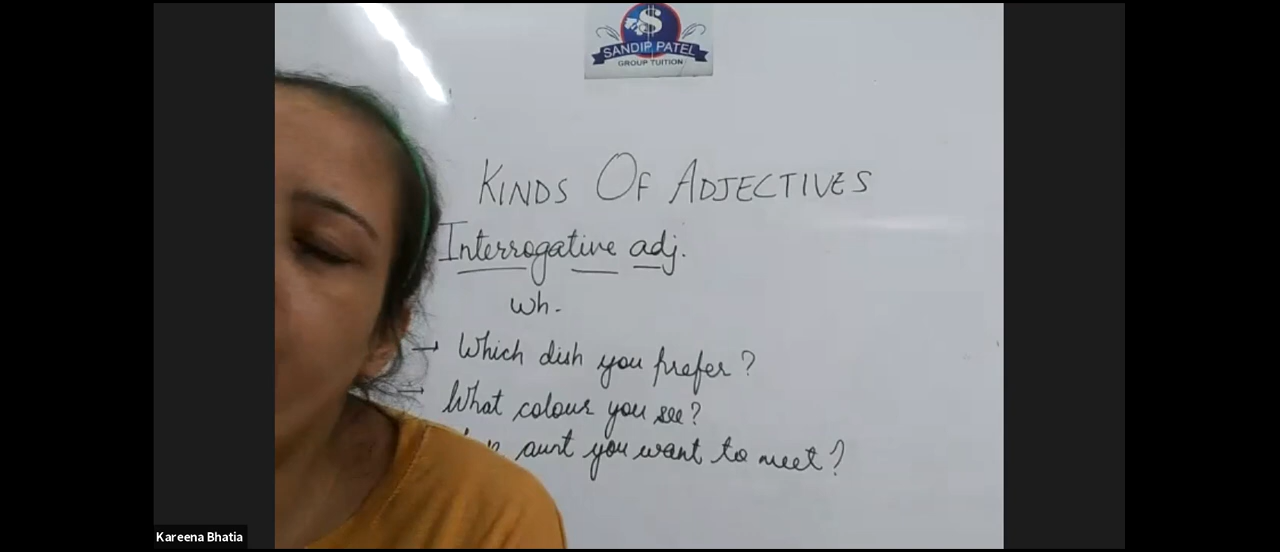 $
SANDIP PATEL
GROUP TUITION
KINDS OF ADJECTIVES
Interrogative adj.
Wh-
→ Which dish you prefer?
→ What colour you see?
aunt you want to meet?
Kareena Bhatia